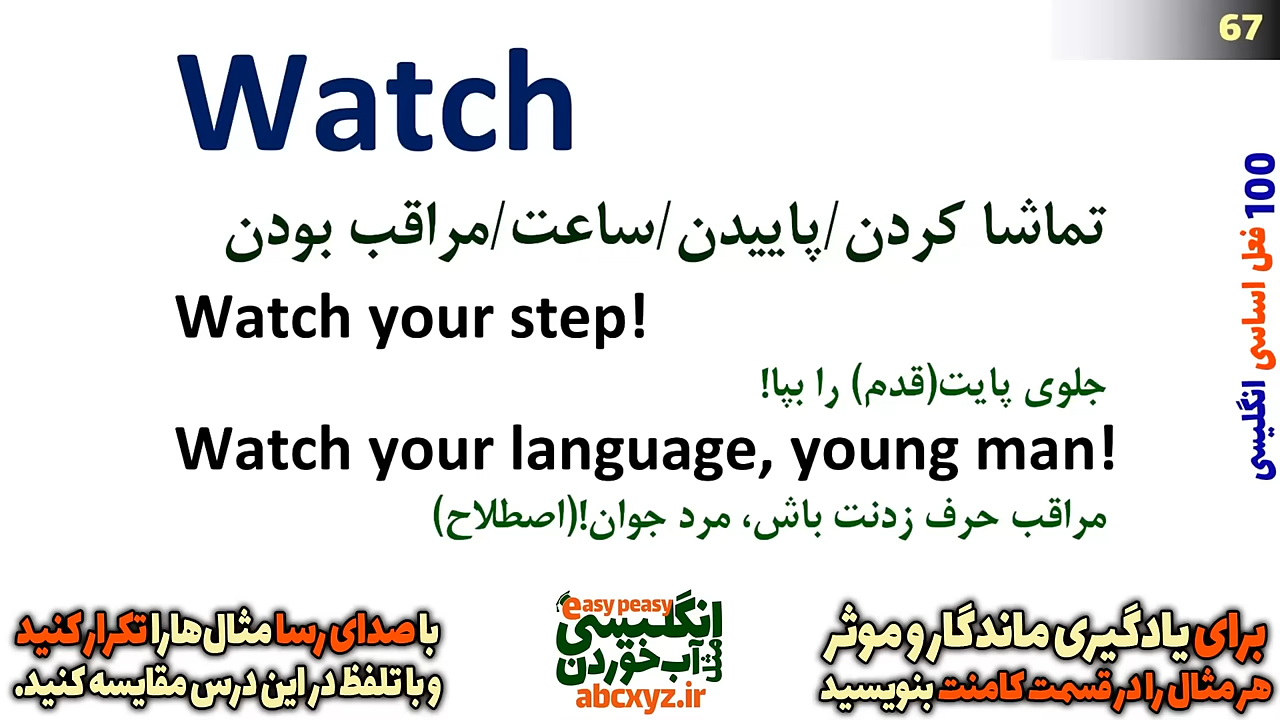 67
Watch
تماشا کردن/پاییدن/ساعت/مراقب بودن
Watch your step!
جلوی پایت(قدم) را بپا!
Watch your language, young man!
مراقب حرف زدنت باش، مرد جوان!(اصطلاح)
100 فعل اساسی انگلیسی
برای یادگیری ماندگار و موثر
هر مثال را در قسمت کامنت بنویسید
easy peasy
انگلیسی
مثل آب خوردن
abcxyz.ir
با صدای رسا مثال‌ها را تکرار کنید
و با تلفظ در این درس مقایسه کنید.